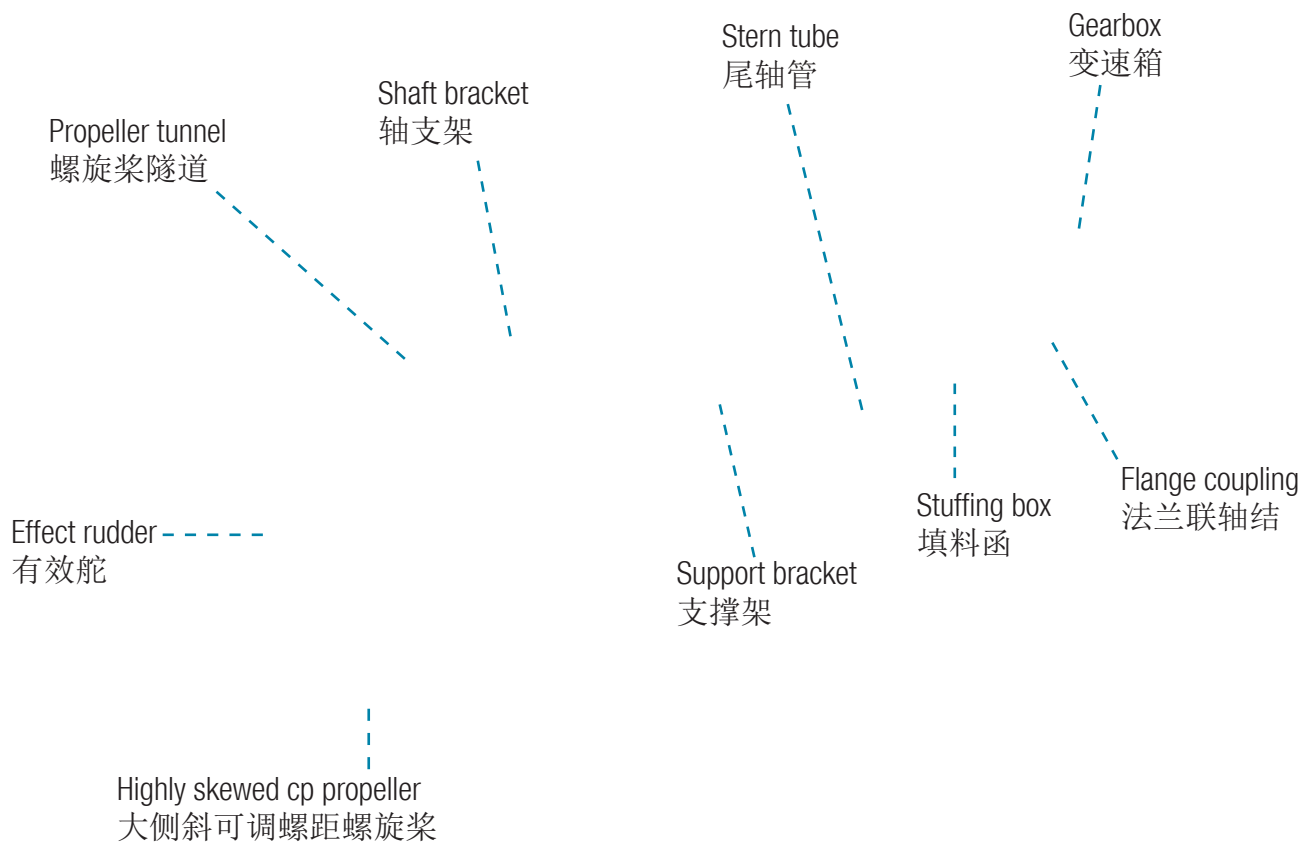 Stern tube
尾轴管
Gearbox
变速箱
Shaft bracket
轴支架
Propeller tunnel
螺旋桨隧道
Flange coupling
法兰联轴结
Stuffing box
填料函
Effect rudder
有效舵
Support bracket
支撑架
Highly skewed cp propeller
大侧斜可调螺距螺旋桨